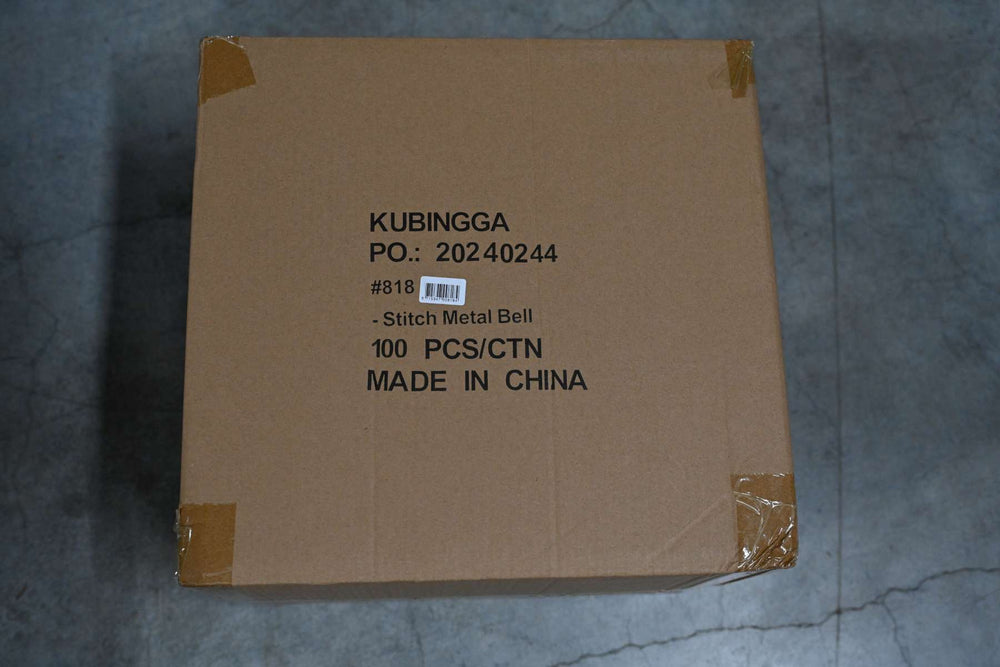 KUBINGGA
PO.: 20240244
#818
- Stitch Metal Bell
100 PCS/CTN
MADE IN CHINA